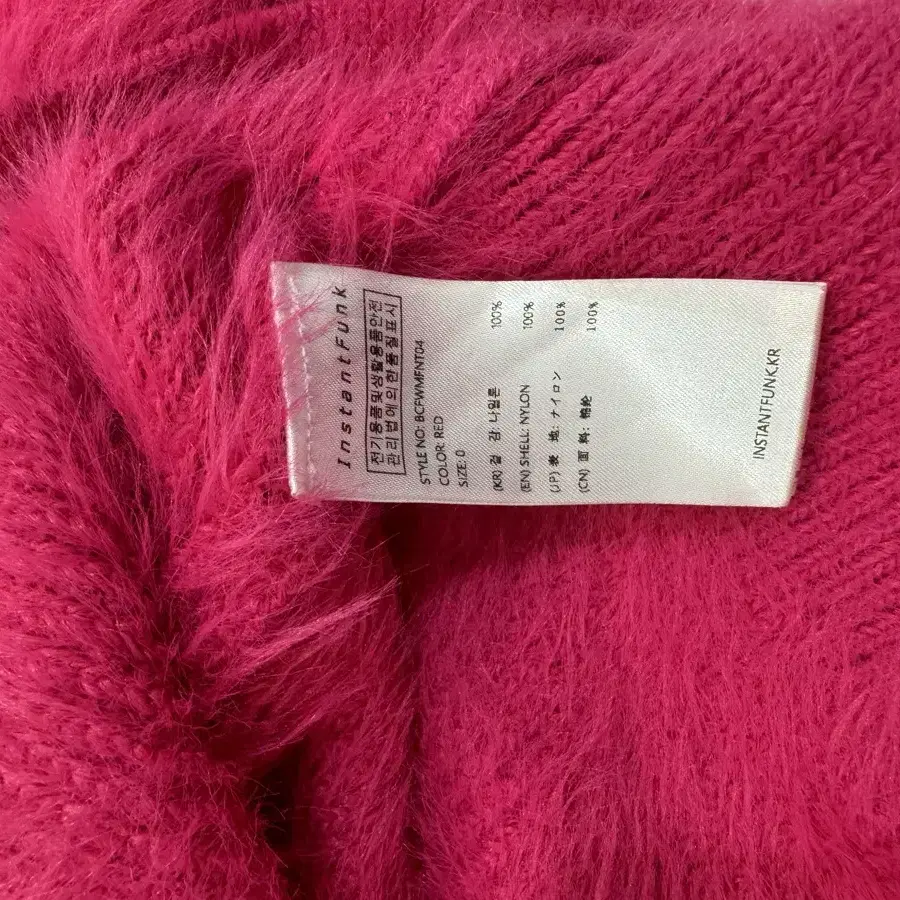 InstantFunk
전기용품및생활용품안전
관리법에의한품질표시
STYLE NO: BCFWMFNT04
COLOR: RED
SIZE: 0
(KR) 겉 감: 나일론 100%
(EN) SHELL: NYLON 100%
(JP) 表 地: ナイロン 100%
(CN) 面 料: 100%
INSTANTFUNK.KR